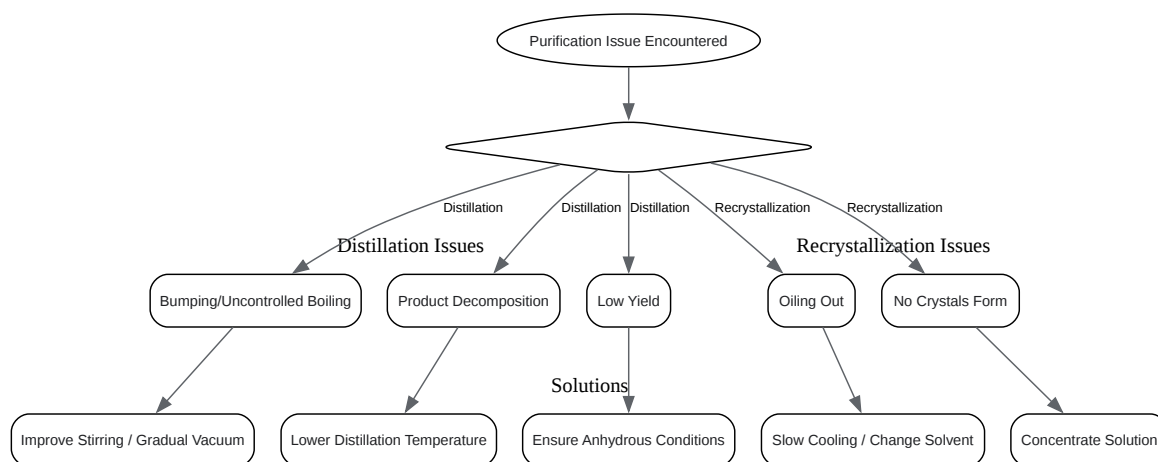 Purification Issue Encountered
Distillation
Distillation
Distillation
Recrystallization
Recrystallization
Distillation Issues
Recrystallization Issues
Bumping/Uncontrolled Boiling
Product Decomposition
Low Yield
Oiling Out
No Crystals Form
Solutions
Improve Stirring / Gradual Vacuum
Lower Distillation Temperature
Ensure Anhydrous Conditions
Slow Cooling / Change Solvent
Concentrate Solution